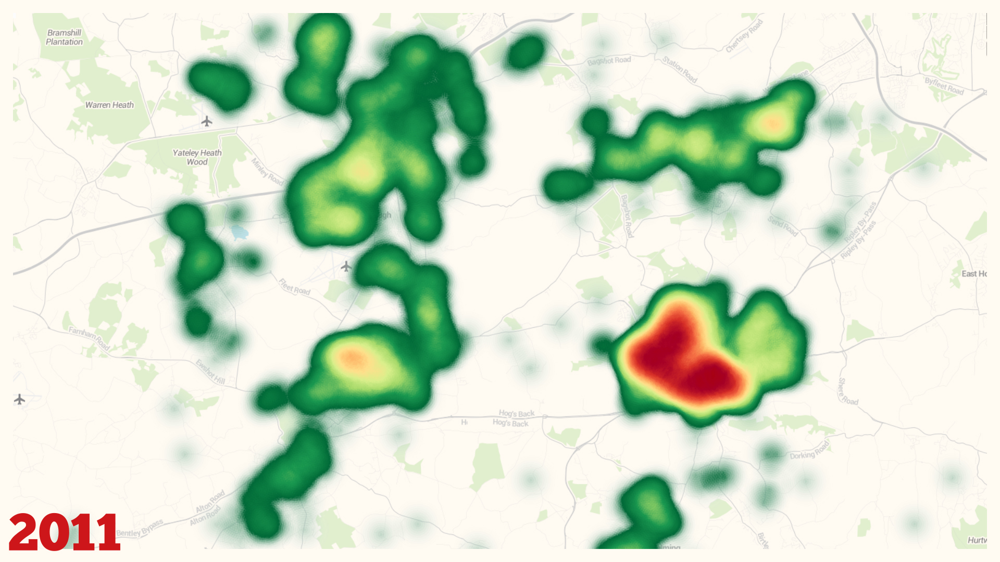 Bramshill
Plantation
Chertsey Road
Bagshot Road
Station Road
Lane
Byfleet Road
Warren Heath
Yateley Heath
Wood
Minley Road
Bagshot Road
Send Road
Ripley By-Pass
Ripley By-Pass
East Ho
Fleet Road
Farnham Road
Ewshot Hill
Shere Road
Hog's Back
Hog's Back
Dorking Road
Alton Road
Alton Road
Bentley Bypass
2011
Hurtw